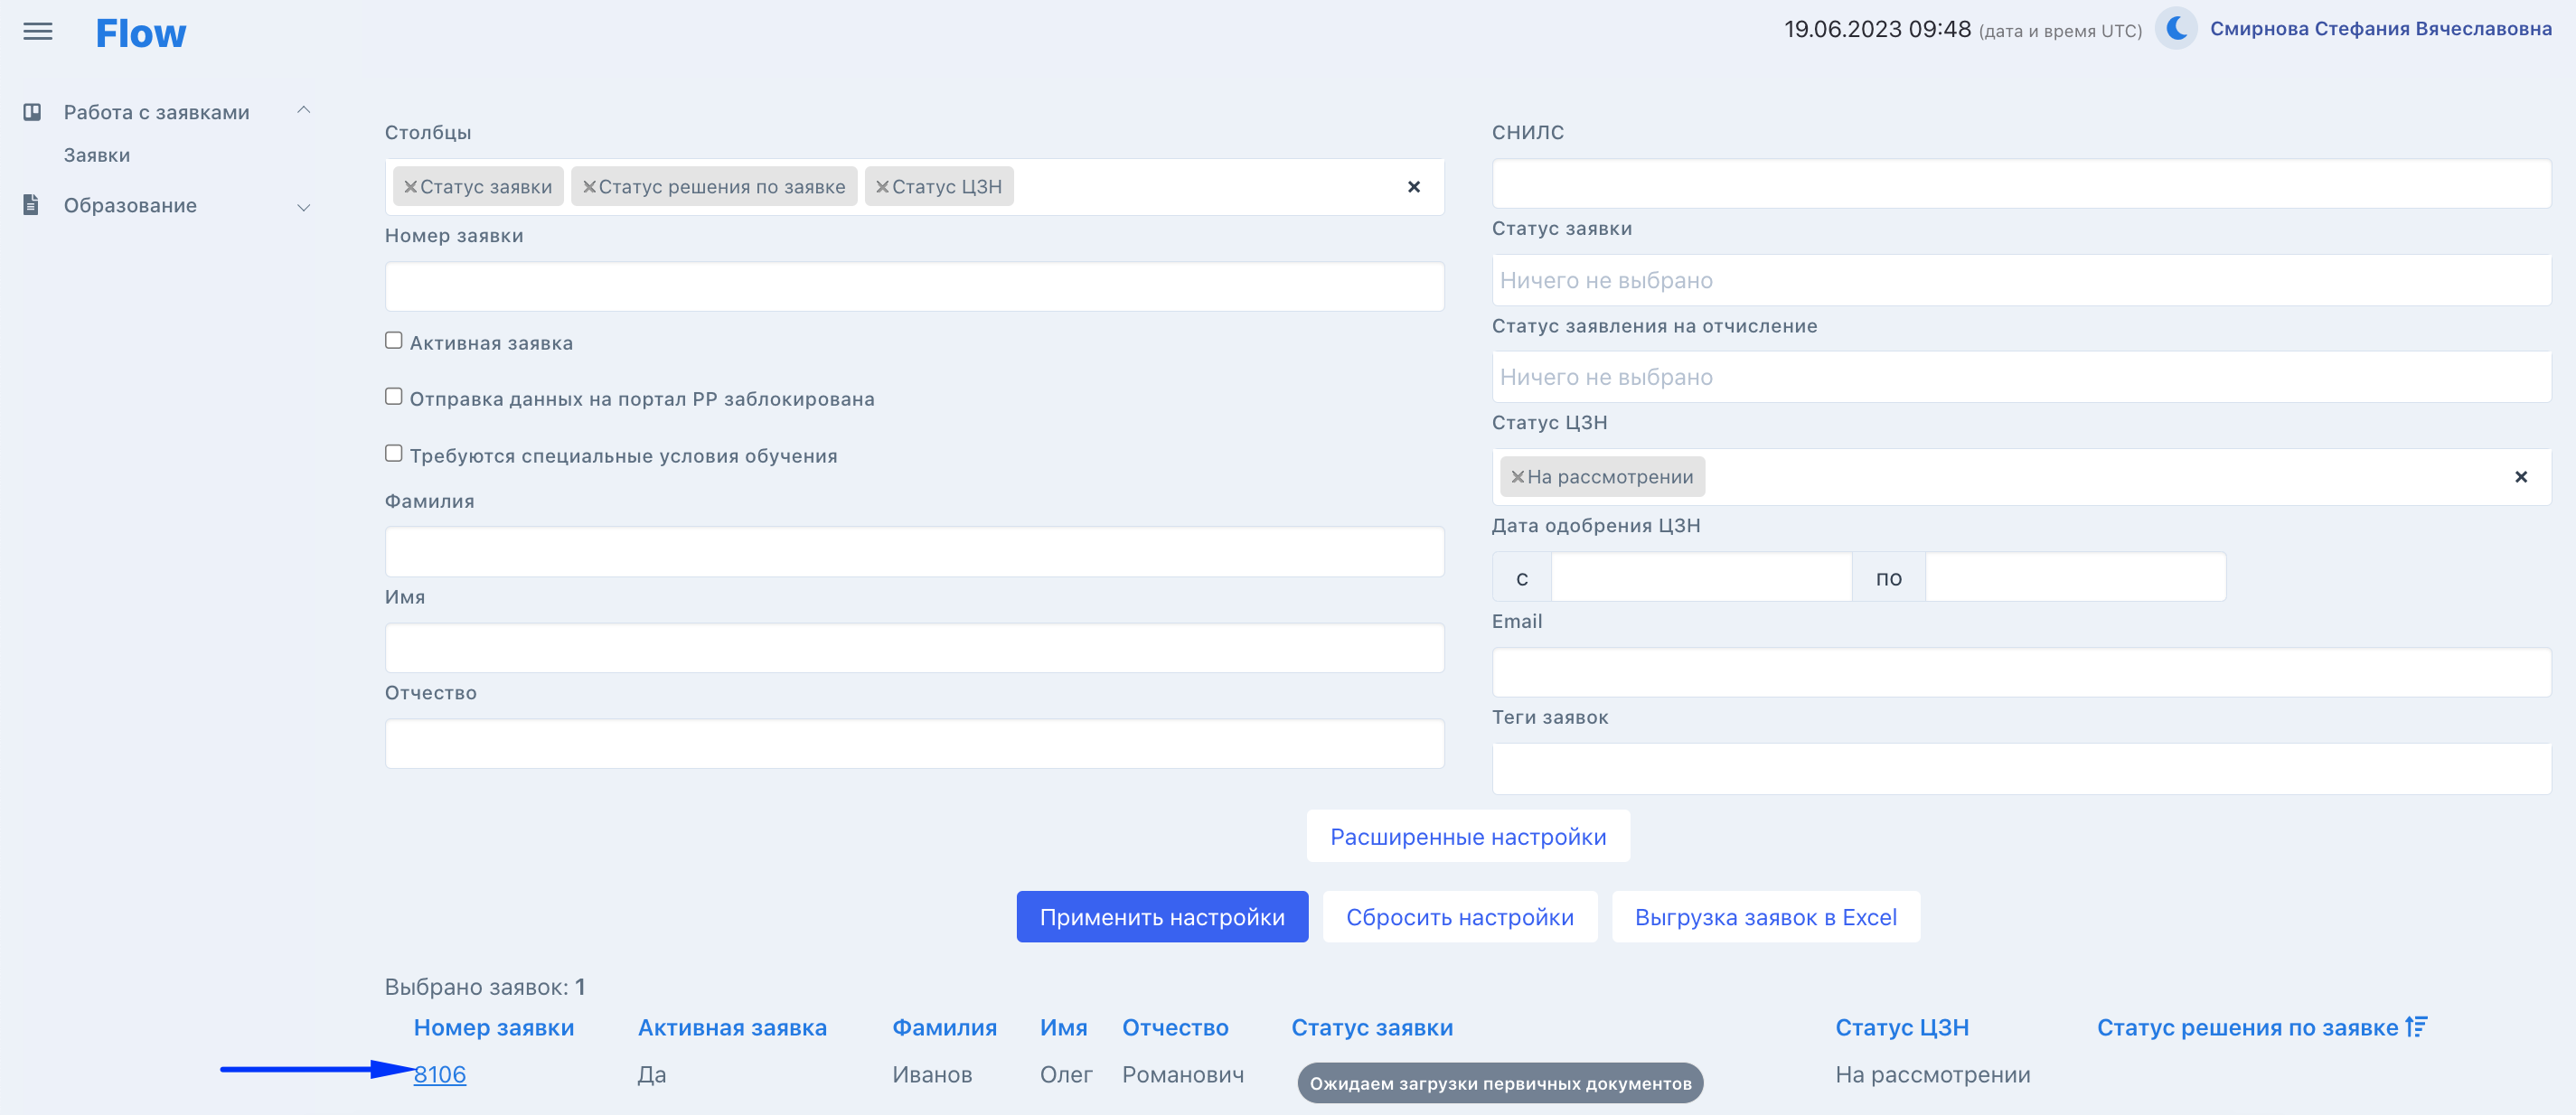 Flow
19.06.2023 09:48 (дата и время UTC)
Смирнова Стефания Вячеславовна
Работа с заявками
Заявки
Образование
Столбцы
×Статус заявки ×Статус решения по заявке ×Статус ЦЗН ×
Номер заявки
Активная заявка
Отправка данных на портал РР заблокирована
Требуются специальные условия обучения
Фамилия
Имя
Отчество
СНИЛС
Статус заявки
Ничего не выбрано
Статус заявления на отчисление
Ничего не выбрано
Статус ЦЗН
×На рассмотрении ×
Дата одобрения ЦЗН
с по
Email
Теги заявок
Расширенные настройки
Применить настройки Сбросить настройки Выгрузка заявок в Excel
Выбрано заявок: 1
Номер заявки Активная заявка Фамилия Имя Отчество Статус заявки Статус ЦЗН Статус решения по заявке
8106 Да Иванов Олег Романович Ожидаем загрузки первичных документов На рассмотрении